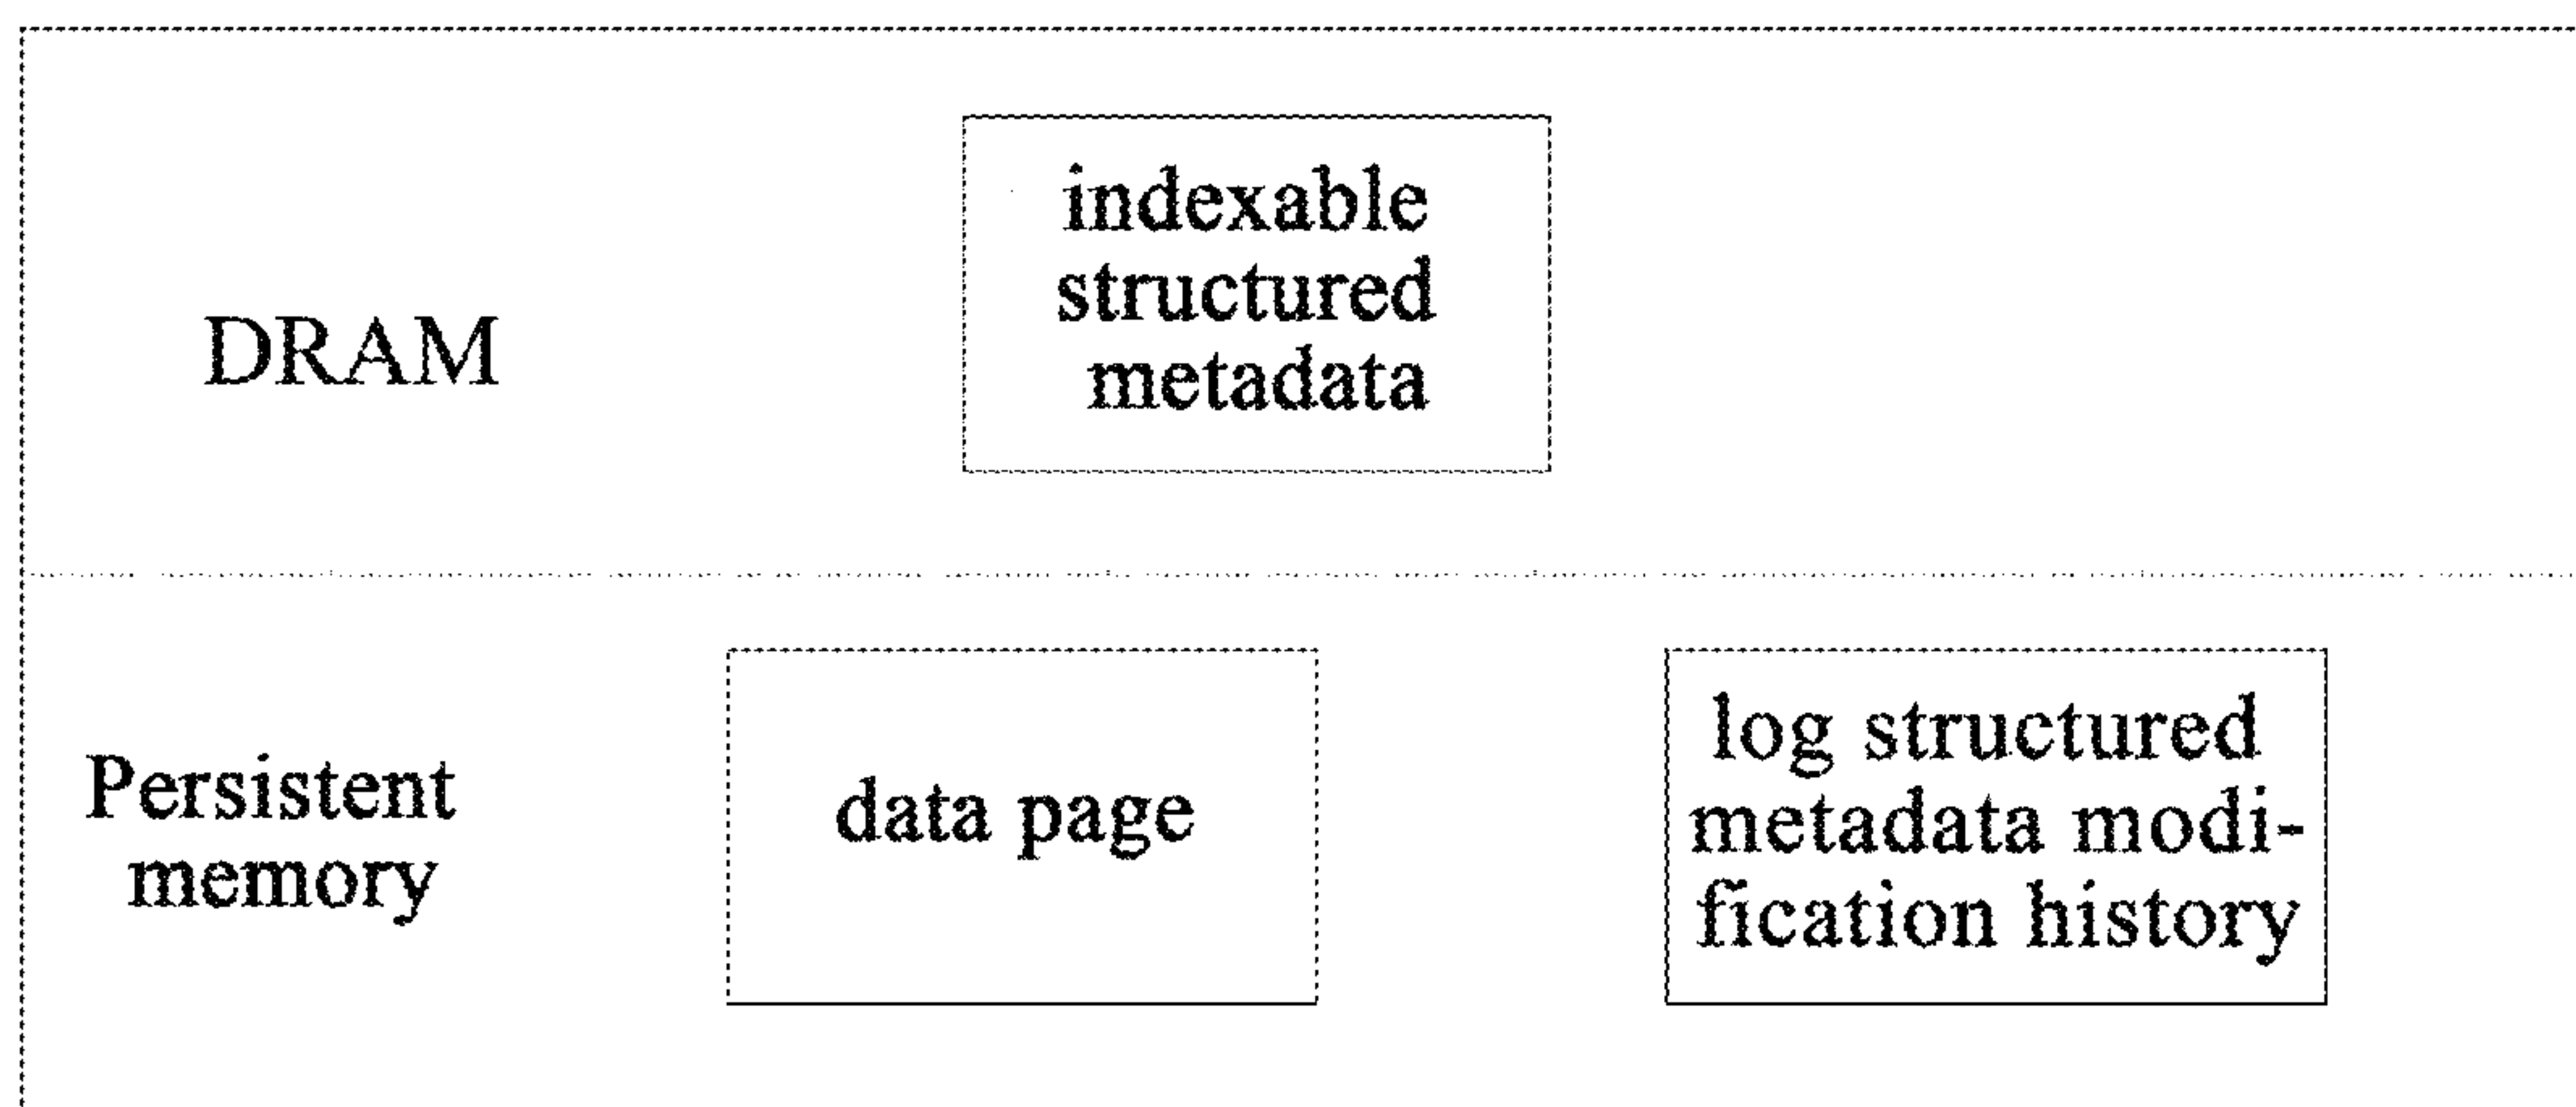 DRAM
indexable
structured
metadata
Persistent
memory
data page
log structured
metadata modi-
fication history